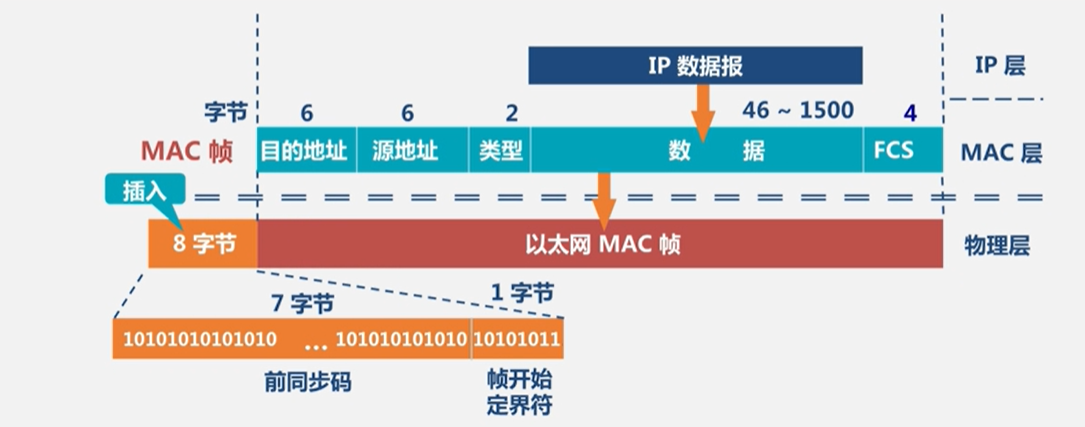 IP 数据报
IP 层
字节
6
6
2
46 ~ 1500
4
MAC 帧
目的地址
源地址
类型
数 据
FCS
MAC 层
插入
8 字节
以太网 MAC 帧
物理层
7 字节
1 字节
10101010101010 ... 101010101010
10101011
前同步码
帧开始
定界符